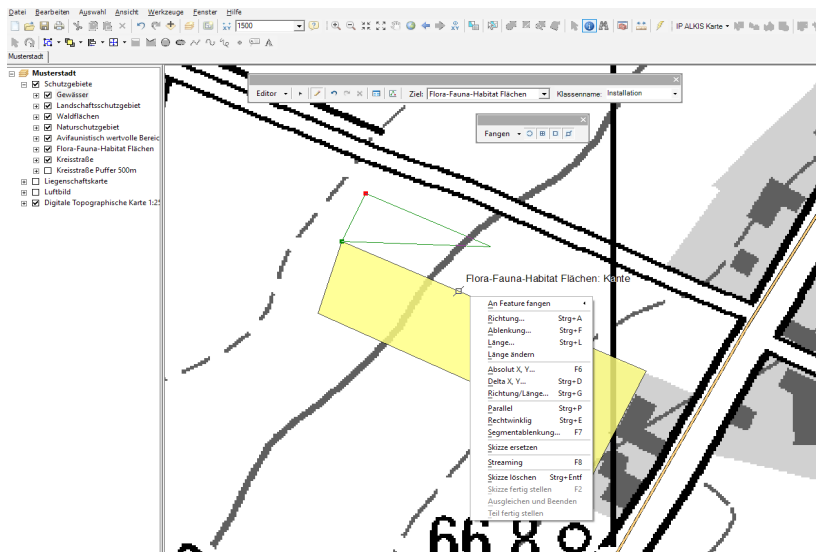 Datei Bearbeiten Auswahl Ansicht Werkzeuge Fenster Hilfe
1500
IP ALKIS Karte
Musterstadt
Musterstadt
Schutzgebiete
Gewässer
Landschaftsschutzgebiet
Waldflächen
Naturschutzgebiet
Avifaunistisch wertvolle Bereic
Flora-Fauna-Habitat Flächen
Kreisstraße
Kreisstraße Puffer 500m
Liegenschaftskarte
Luftbild
Digitale Topographische Karte 1:25
Editor Ziel: Flora-Fauna-Habitat Flächen Klassenname: Installation
Fangen
Flora-Fauna-Habitat Flächen: Kante
An Feature fangen
Richtung... Strg+A
Ablenkung... Strg+F
Länge... Strg+L
Länge ändern
Absolut X, Y... F6
Delta X, Y... Strg+D
Richtung/Länge... Strg+G
Parallel Strg+P
Rechtwinklig Strg+E
Segmentablenkung... F7
Skizze ersetzen
Streaming F8
Skizze löschen Strg+Entf
Skizze fertig stellen F2
Ausgleichen und Beenden
Teil fertig stellen